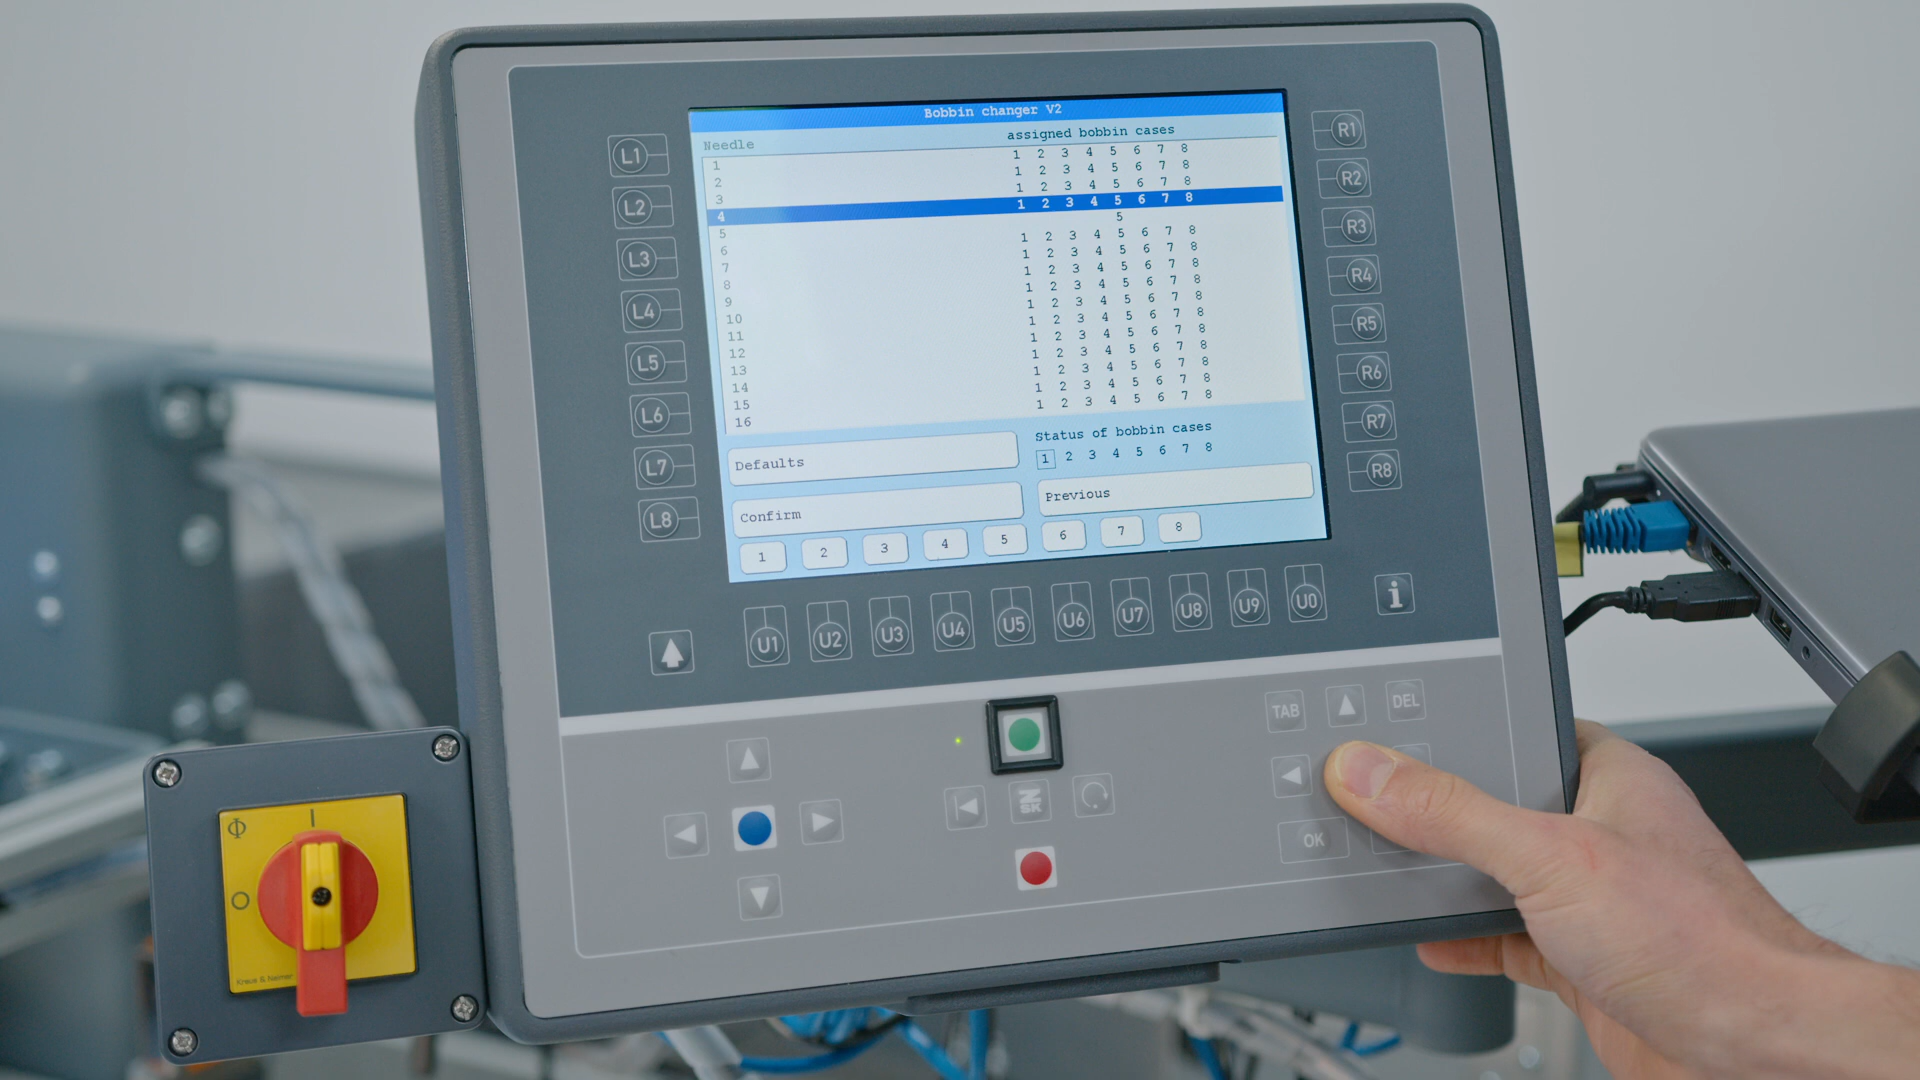 Bobbin changer V2
Needle assigned bobbin cases
1 1 2 3 4 5 6 7 8
2 1 2 3 4 5 6 7 8
3 1 2 3 4 5 6 7 8
4 1 2 3 4 5 6 7 8
5 5
6 1 2 3 4 5 6 7 8
7 1 2 3 4 5 6 7 8
8 1 2 3 4 5 6 7 8
9 1 2 3 4 5 6 7 8
10 1 2 3 4 5 6 7 8
11 1 2 3 4 5 6 7 8
12 1 2 3 4 5 6 7 8
13 1 2 3 4 5 6 7 8
14 1 2 3 4 5 6 7 8
15 1 2 3 4 5 6 7 8
16 1 2 3 4 5 6 7 8
Status of bobbin cases
1 2 3 4 5 6 7 8
Defaults
Previous
Confirm
1 2 3 4 5 6 7 8
L1
L2
L3
L4
L5
L6
L7
L8
R1
R2
R3
R4
R5
R6
R7
R8
U1 U2 U3 U4 U5 U6 U7 U8 U9 U0
i
TAB DEL
ZSK
OK
I
O
Kraus & Naimer